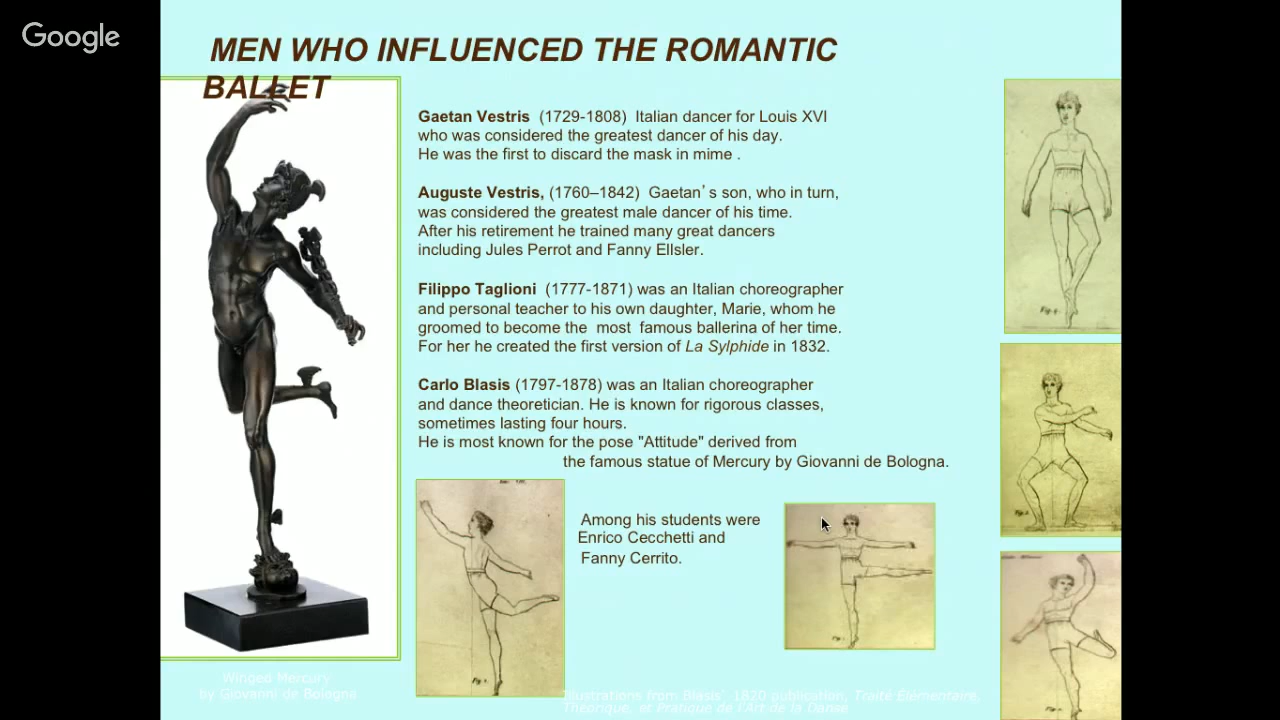 Google
MEN WHO INFLUENCED THE ROMANTIC
BALLET
Gaetan Vestris (1729-1808) Italian dancer for Louis XVI
who was considered the greatest dancer of his day.
He was the first to discard the mask in mime .
Auguste Vestris, (1760–1842) Gaetan’s son, who in turn,
was considered the greatest male dancer of his time.
After his retirement he trained many great dancers
including Jules Perrot and Fanny Ellsler.
Filippo Taglioni (1777-1871) was an Italian choreographer
and personal teacher to his own daughter, Marie, whom he
groomed to become the most famous ballerina of her time.
For her he created the first version of La Sylphide in 1832.
Carlo Blasis (1797-1878) was an Italian choreographer
and dance theoretician. He is known for rigorous classes,
sometimes lasting four hours.
He is most known for the pose "Attitude" derived from
the famous statue of Mercury by Giovanni de Bologna.
Among his students were
Enrico Cecchetti and
Fanny Cerrito.
Winged Mercury
by Giovanni de Bologna
Illustrations from Blasis’ 1820 publication, Traité Élémentaire,
Théorique, et Pratique de l'Art de la Danse